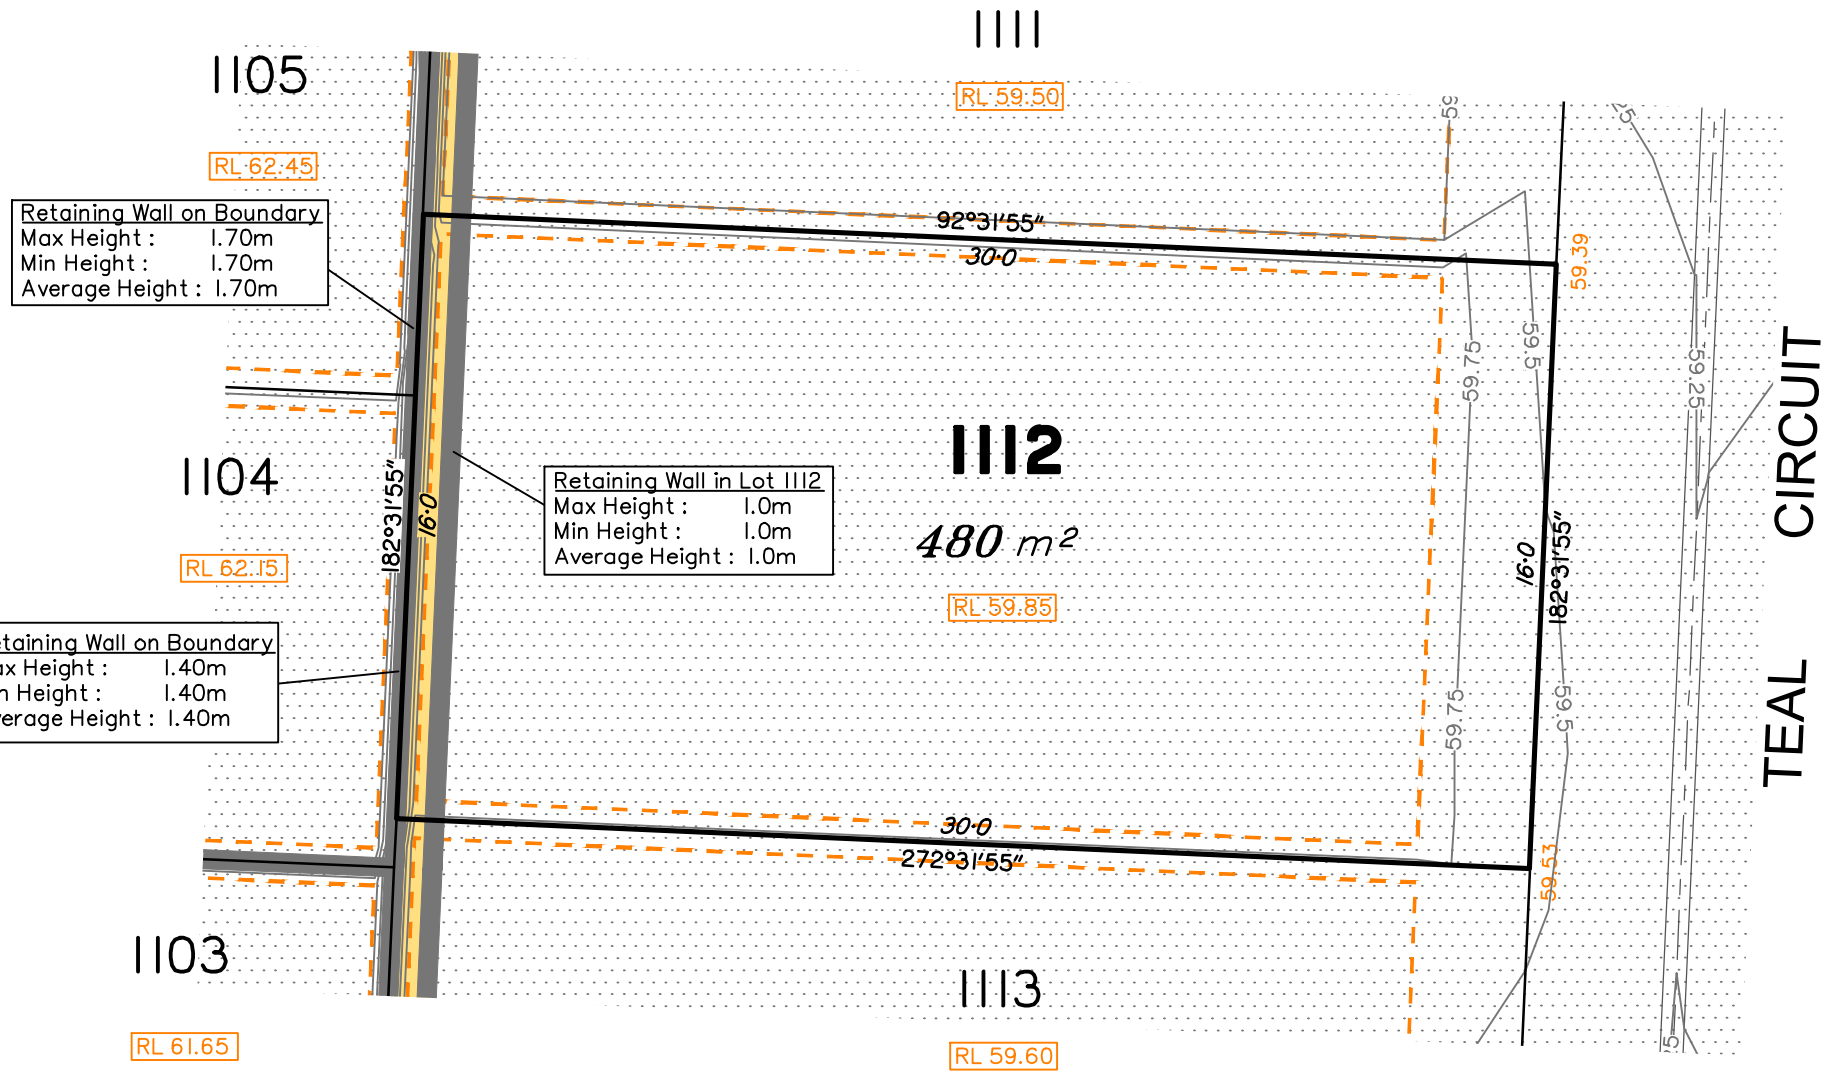 1111
1105
RL 59.50
59
25
RL 62.45
Retaining Wall on Boundary
Max Height : 1.70m
Min Height : 1.70m
Average Height : 1.70m
92°31'55"
30·0
59.39
59.75
59.5
59.25
TEAL CIRCUIT
1112
480 m²
RL 59.85
1104
182°31'55"
16·0
Retaining Wall in Lot 1112
Max Height : 1.0m
Min Height : 1.0m
Average Height : 1.0m
16·0
182°31'55"
RL 62.15
etaining Wall on Boundary
ax Height : 1.40m
n Height : 1.40m
verage Height : 1.40m
59.75
59.5
30·0
272°31'55"
59.53
1103
1113
RL 61.65
RL 59.60
5